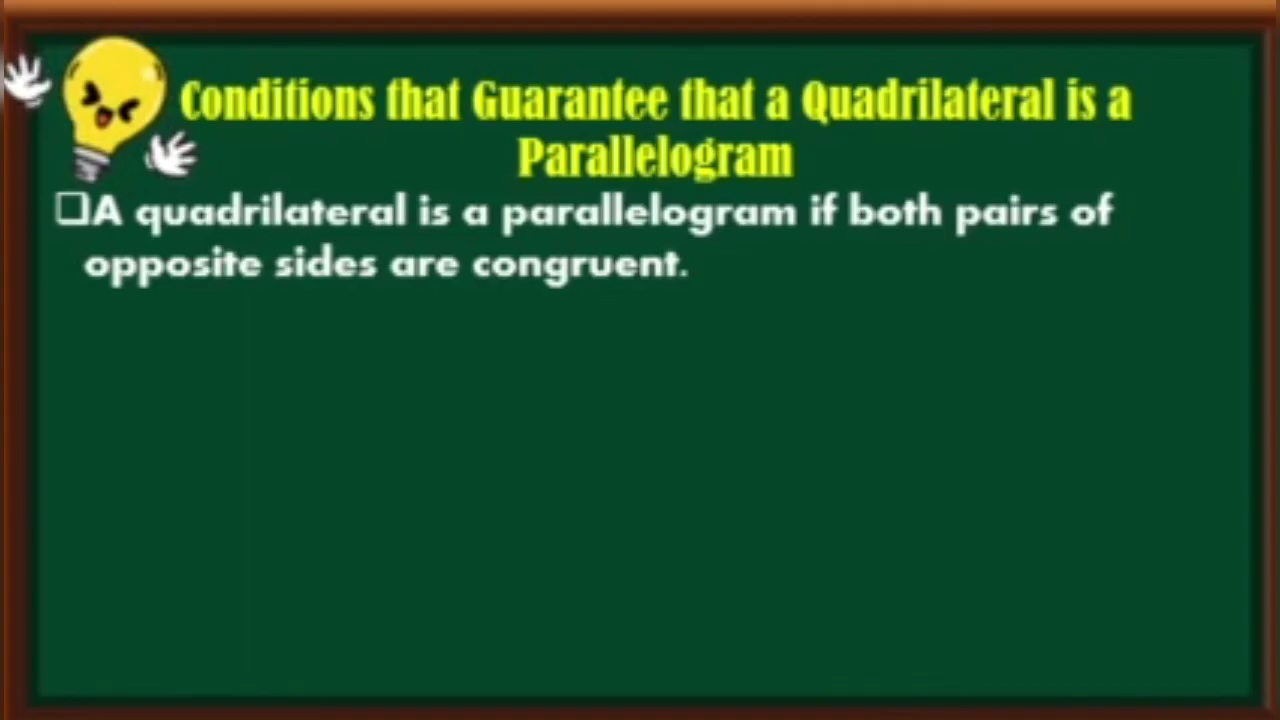 Conditions that Guarantee that a Quadrilateral is a
Parallelogram
❑A quadrilateral is a parallelogram if both pairs of
opposite sides are congruent.